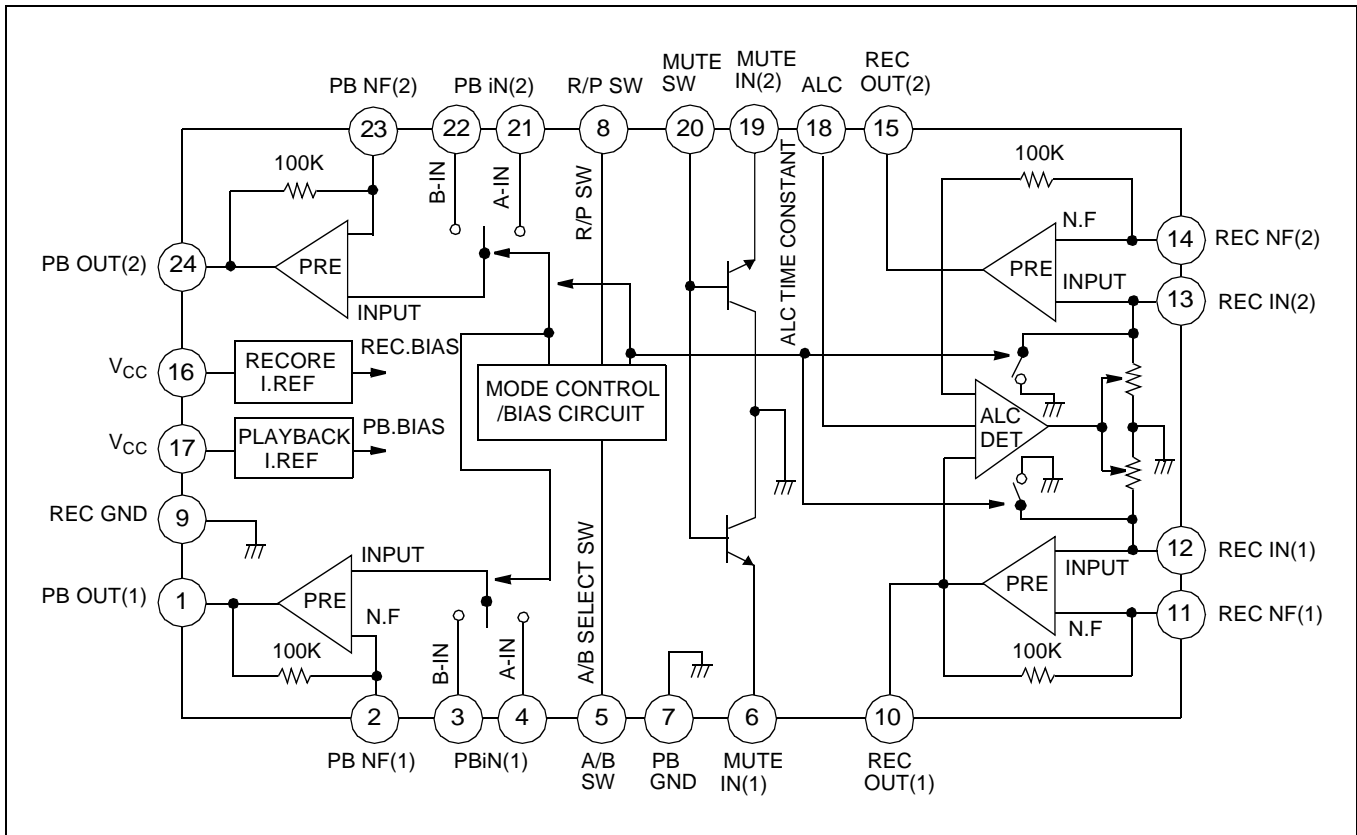 PB NF(2)
PB iN(2)
R/P SW
MUTE
SW
MUTE
IN(2)
ALC
REC
OUT(2)
23
22
21
8
20
19
18
15
100K
B-IN
A-IN
R/P SW
ALC TIME CONSTANT
100K
N.F
14
REC NF(2)
PB OUT(2)
24
PRE
INPUT
PRE
INPUT
13
REC IN(2)
VCC
16
RECORE
I.REF
REC.BIAS
MODE CONTROL
/BIAS CIRCUIT
ALC
DET
VCC
17
PLAYBACK
I.REF
PB.BIAS
REC GND
9
INPUT
12
REC IN(1)
PB OUT(1)
1
PRE
N.F
A/B SELECT SW
PRE
INPUT
N.F
11
REC NF(1)
100K
B-IN
A-IN
100K
2
3
4
5
7
6
10
PB NF(1)
PBiN(1)
A/B
SW
PB
GND
MUTE
IN(1)
REC
OUT(1)